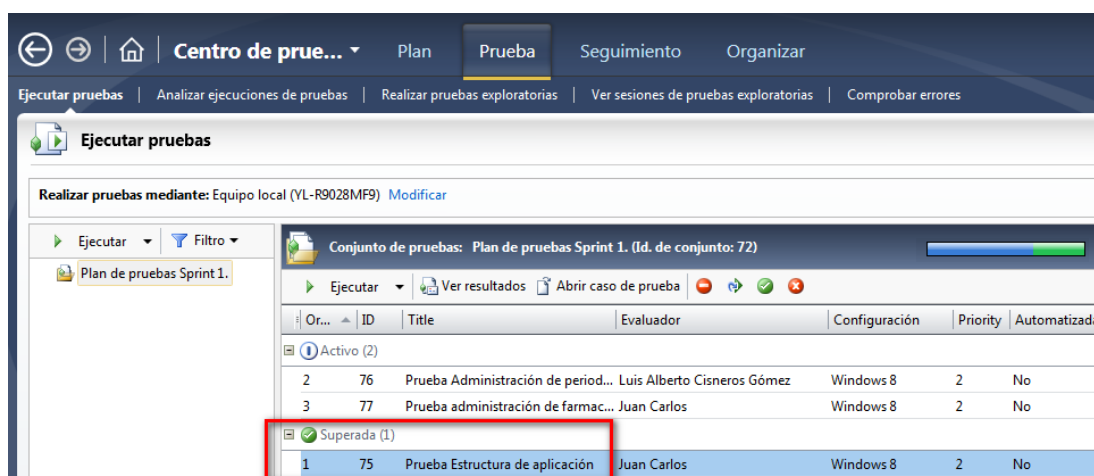 Centro de prue... Plan Prueba Seguimiento Organizar
Ejecutar pruebas | Analizar ejecuciones de pruebas | Realizar pruebas exploratorias | Ver sesiones de pruebas exploratorias | Comprobar errores
Ejecutar pruebas
Realizar pruebas mediante: Equipo local (YL-R9028MF9) Modificar
Ejecutar Filtro
Plan de pruebas Sprint 1.
Conjunto de pruebas: Plan de pruebas Sprint 1. (Id. de conjunto: 72)
Ejecutar Ver resultados Abrir caso de prueba
Or... ID Title Evaluador Configuración Priority Automatizada
Activo (2)
2 76 Prueba Administración de period... Luis Alberto Cisneros Gómez Windows 8 2 No
3 77 Prueba administración de farmac... Juan Carlos Windows 8 2 No
Superada (1)
1 75 Prueba Estructura de aplicación Juan Carlos Windows 8 2 No